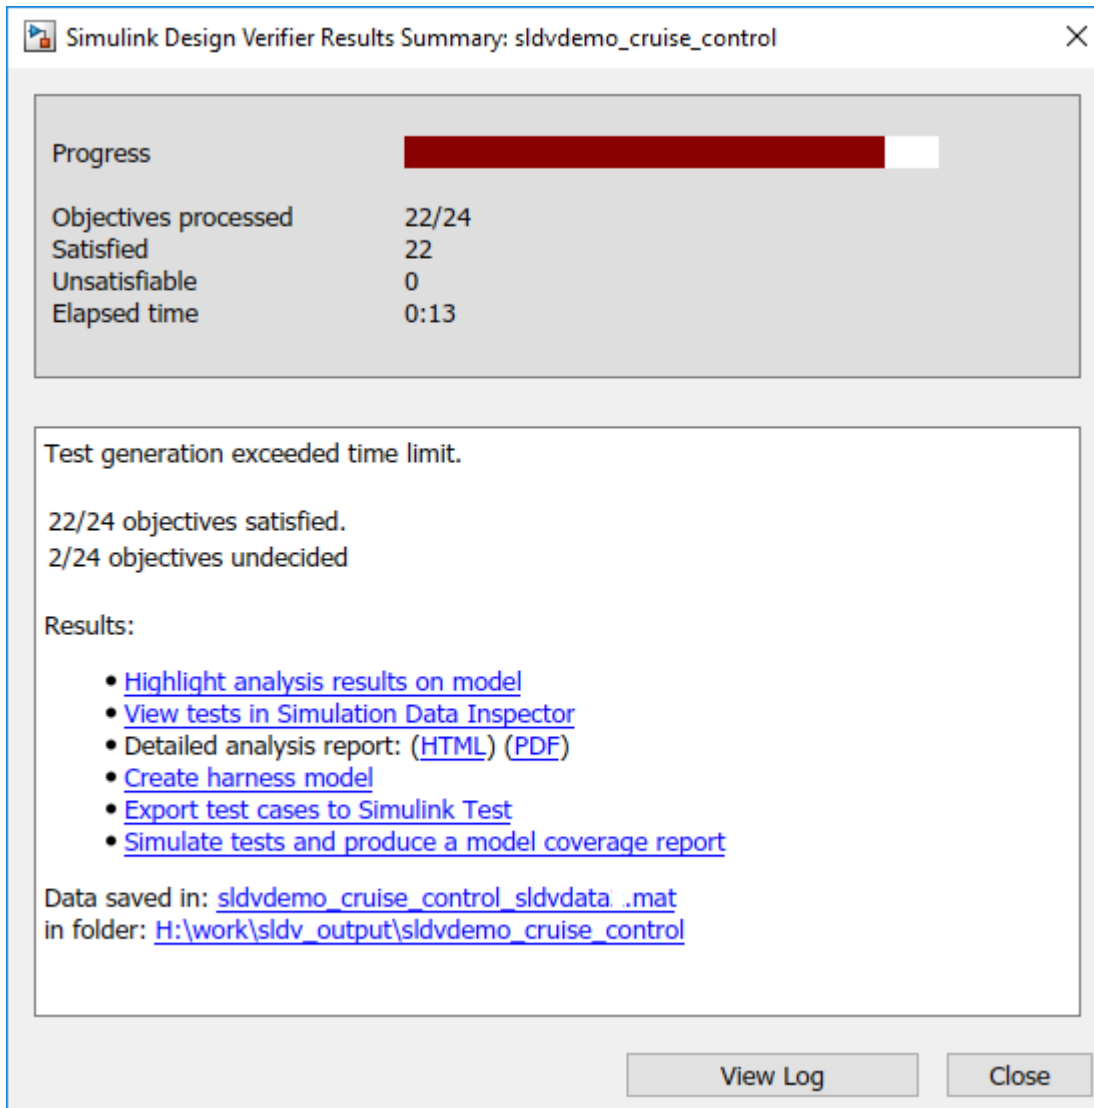 Simulink Design Verifier Results Summary: sldvdemo_cruise_control
Progress
Objectives processed 22/24
Satisfied 22
Unsatisfiable 0
Elapsed time 0:13
Test generation exceeded time limit.
22/24 objectives satisfied.
2/24 objectives undecided
Results:
• Highlight analysis results on model
• View tests in Simulation Data Inspector
• Detailed analysis report: (HTML) (PDF)
• Create harness model
• Export test cases to Simulink Test
• Simulate tests and produce a model coverage report
Data saved in: sldvdemo_cruise_control_sldvdata .mat
in folder: H:\work\sldv_output\sldvdemo_cruise_control
View Log Close